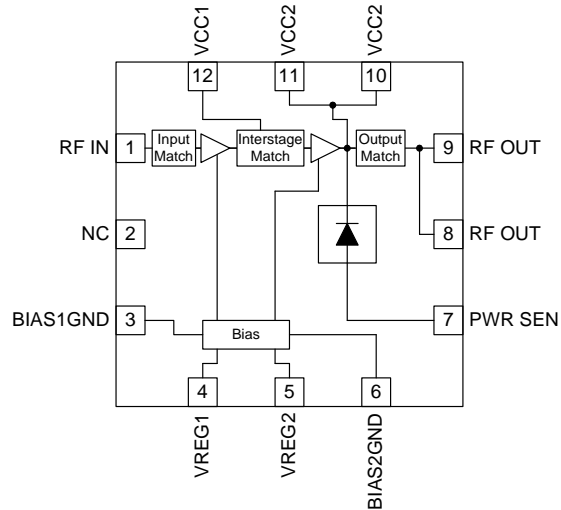 VCC1
VCC2
VCC2
12
11
10
RF IN
1
Input
Match
Interstage
Match
Output
Match
9
RF OUT
NC
2
8
RF OUT
BIAS1GND
3
Bias
7
PWR SEN
4
5
6
VREG1
VREG2
BIAS2GND